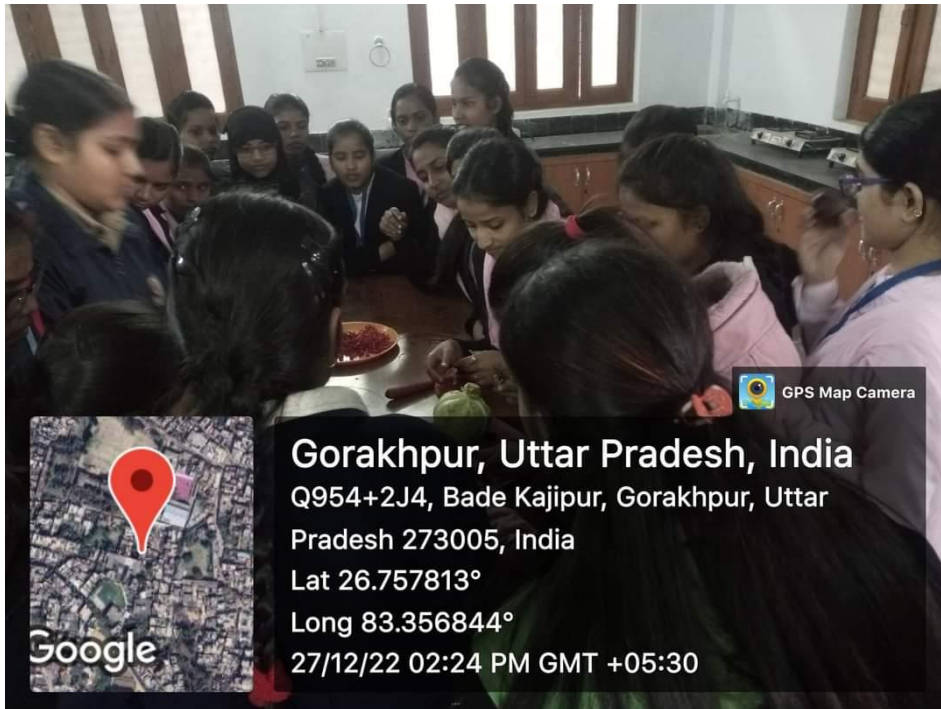 GPS Map Camera
Gorakhpur, Uttar Pradesh, India
Q954+2J4, Bade Kajipur, Gorakhpur, Uttar
Pradesh 273005, India
Lat 26.757813°
Long 83.356844°
27/12/22 02:24 PM GMT +05:30
Google